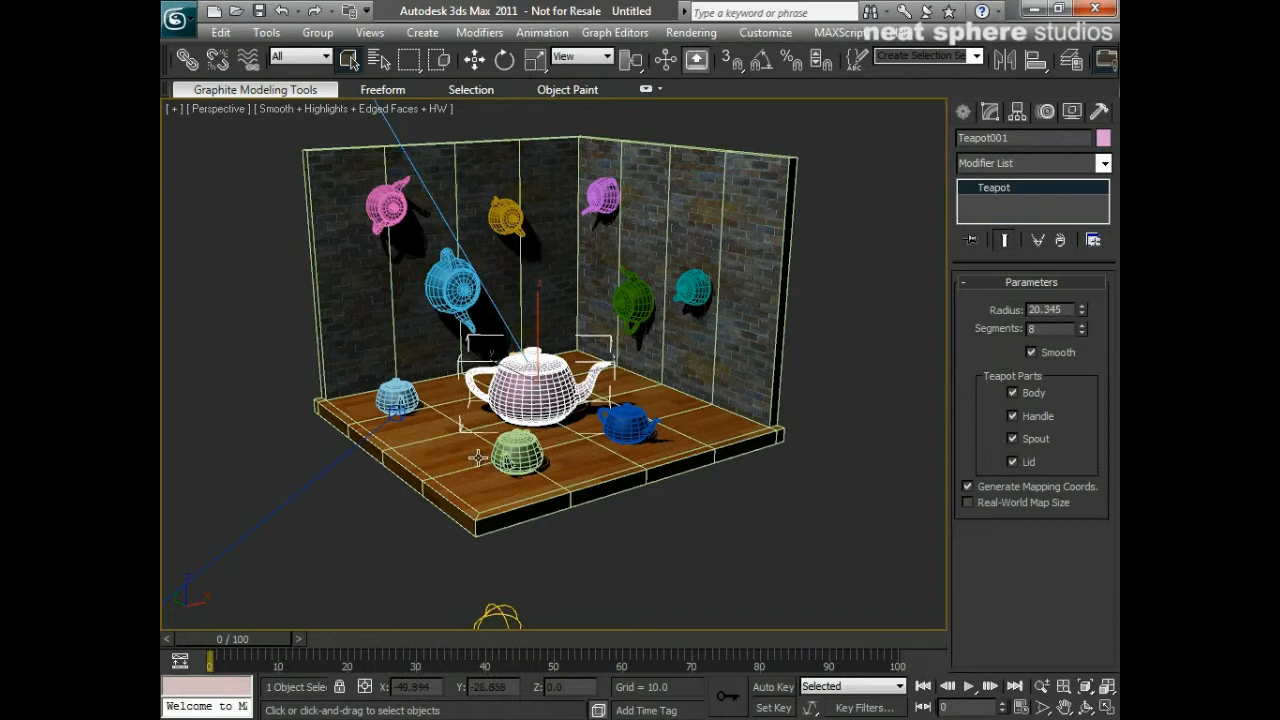 Autodesk 3ds Max 2011 - Not for Resale Untitled
Type a keyword or phrase
Edit Tools Group Views Create Modifiers Animation Graph Editors Rendering Customize MAXScript
neat sphere studios
All View Create Selection Se
Graphite Modeling Tools Freeform Selection Object Paint
[ + ] [ Perspective ] [ Smooth + Highlights + Edged Faces + HW ]
Teapot001
Modifier List
Teapot
- Parameters
Radius: 20.345
Segments: 8
Smooth
Teapot Parts
Body
Handle
Spout
Lid
Generate Mapping Coords.
Real-World Map Size
< 0 / 100 >
0 10 20 30 40 50 60 70 80 90 100
1 Object Sele X: Y: Z: 0.0 Grid = 10.0 Auto Key Selected
Welcome to M Click or click-and-drag to select objects Add Time Tag Set Key Key Filters... 0